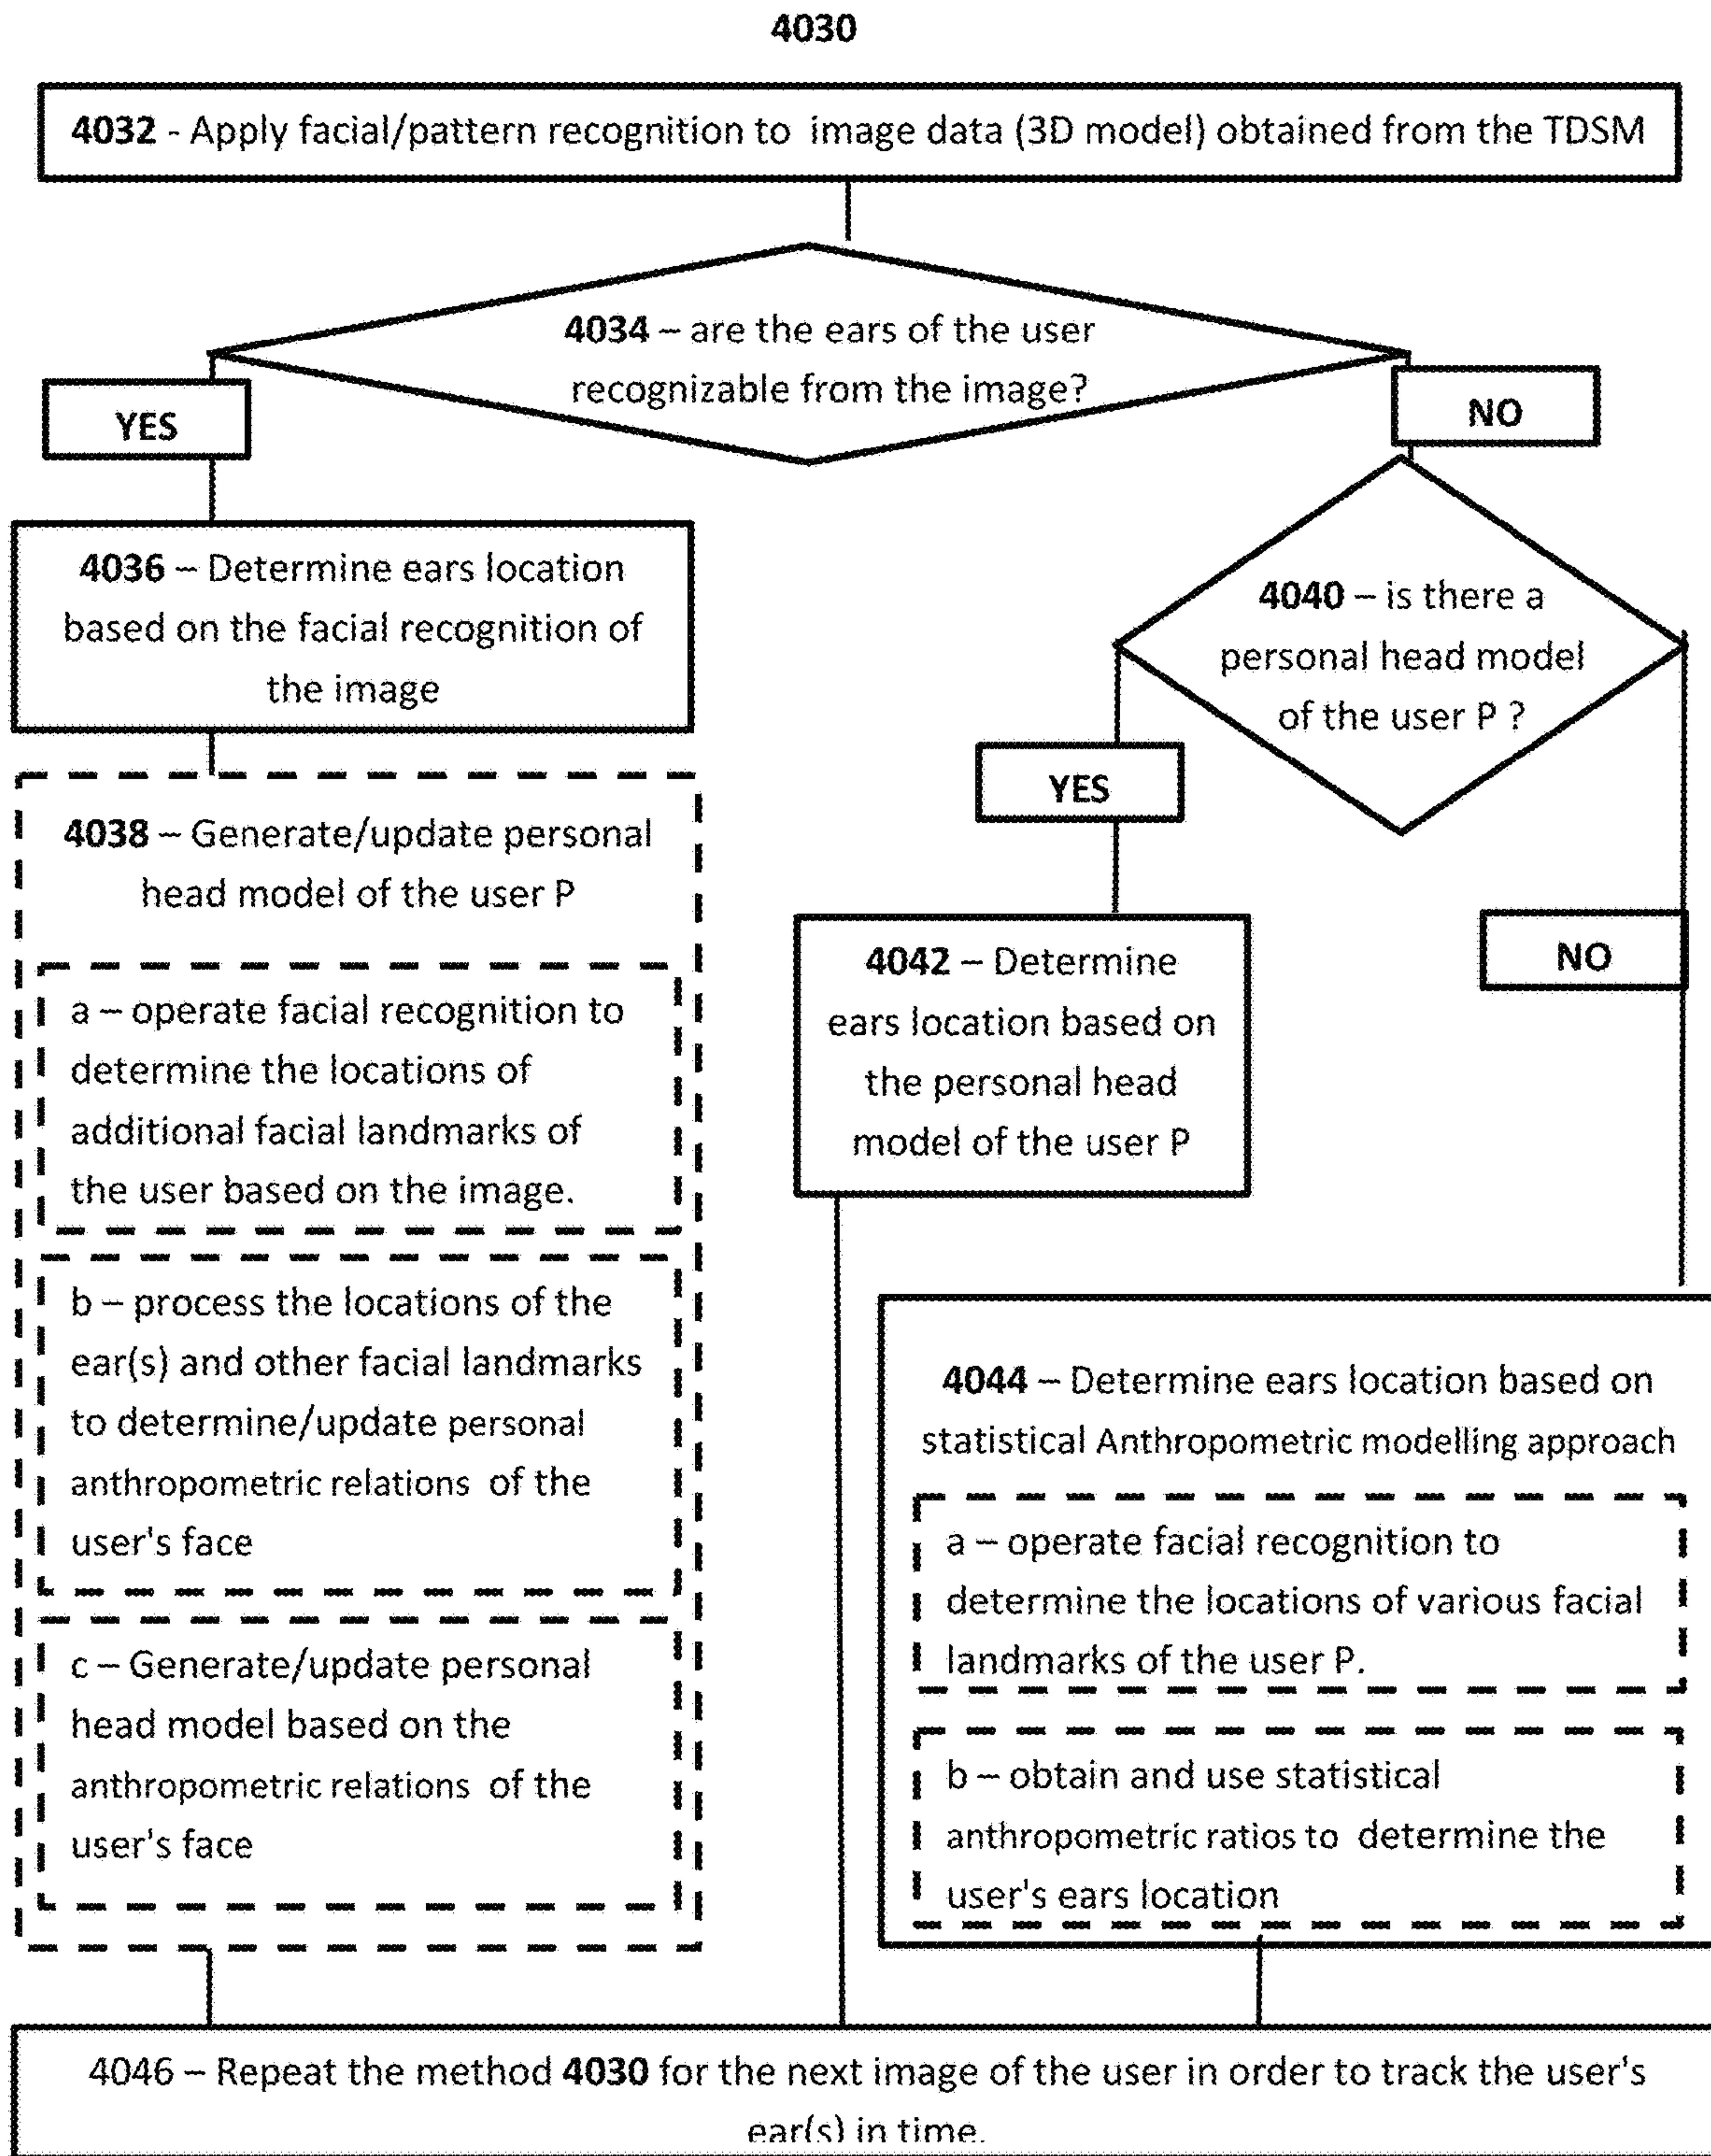 4030
4032 - Apply facial/pattern recognition to image data (3D model) obtained from the TDSM
4034 – are the ears of the user
recognizable from the image?
YES
NO
4036 – Determine ears location
based on the facial recognition of
the image
4040 – is there a
personal head model
of the user P ?
YES
NO
4038 – Generate/update personal
head model of the user P
a – operate facial recognition to
determine the locations of
additional facial landmarks of
the user based on the image.
b – process the locations of the
ear(s) and other facial landmarks
to determine/update personal
anthropometric relations of the
user's face
c – Generate/update personal
head model based on the
anthropometric relations of the
user's face
4042 – Determine
ears location based on
the personal head
model of the user P
4044 – Determine ears location based on
statistical Anthropometric modelling approach
a – operate facial recognition to
determine the locations of various facial
landmarks of the user P.
b – obtain and use statistical
anthropometric ratios to determine the
user's ears location
4046 – Repeat the method 4030 for the next image of the user in order to track the user's
ear(s) in time.